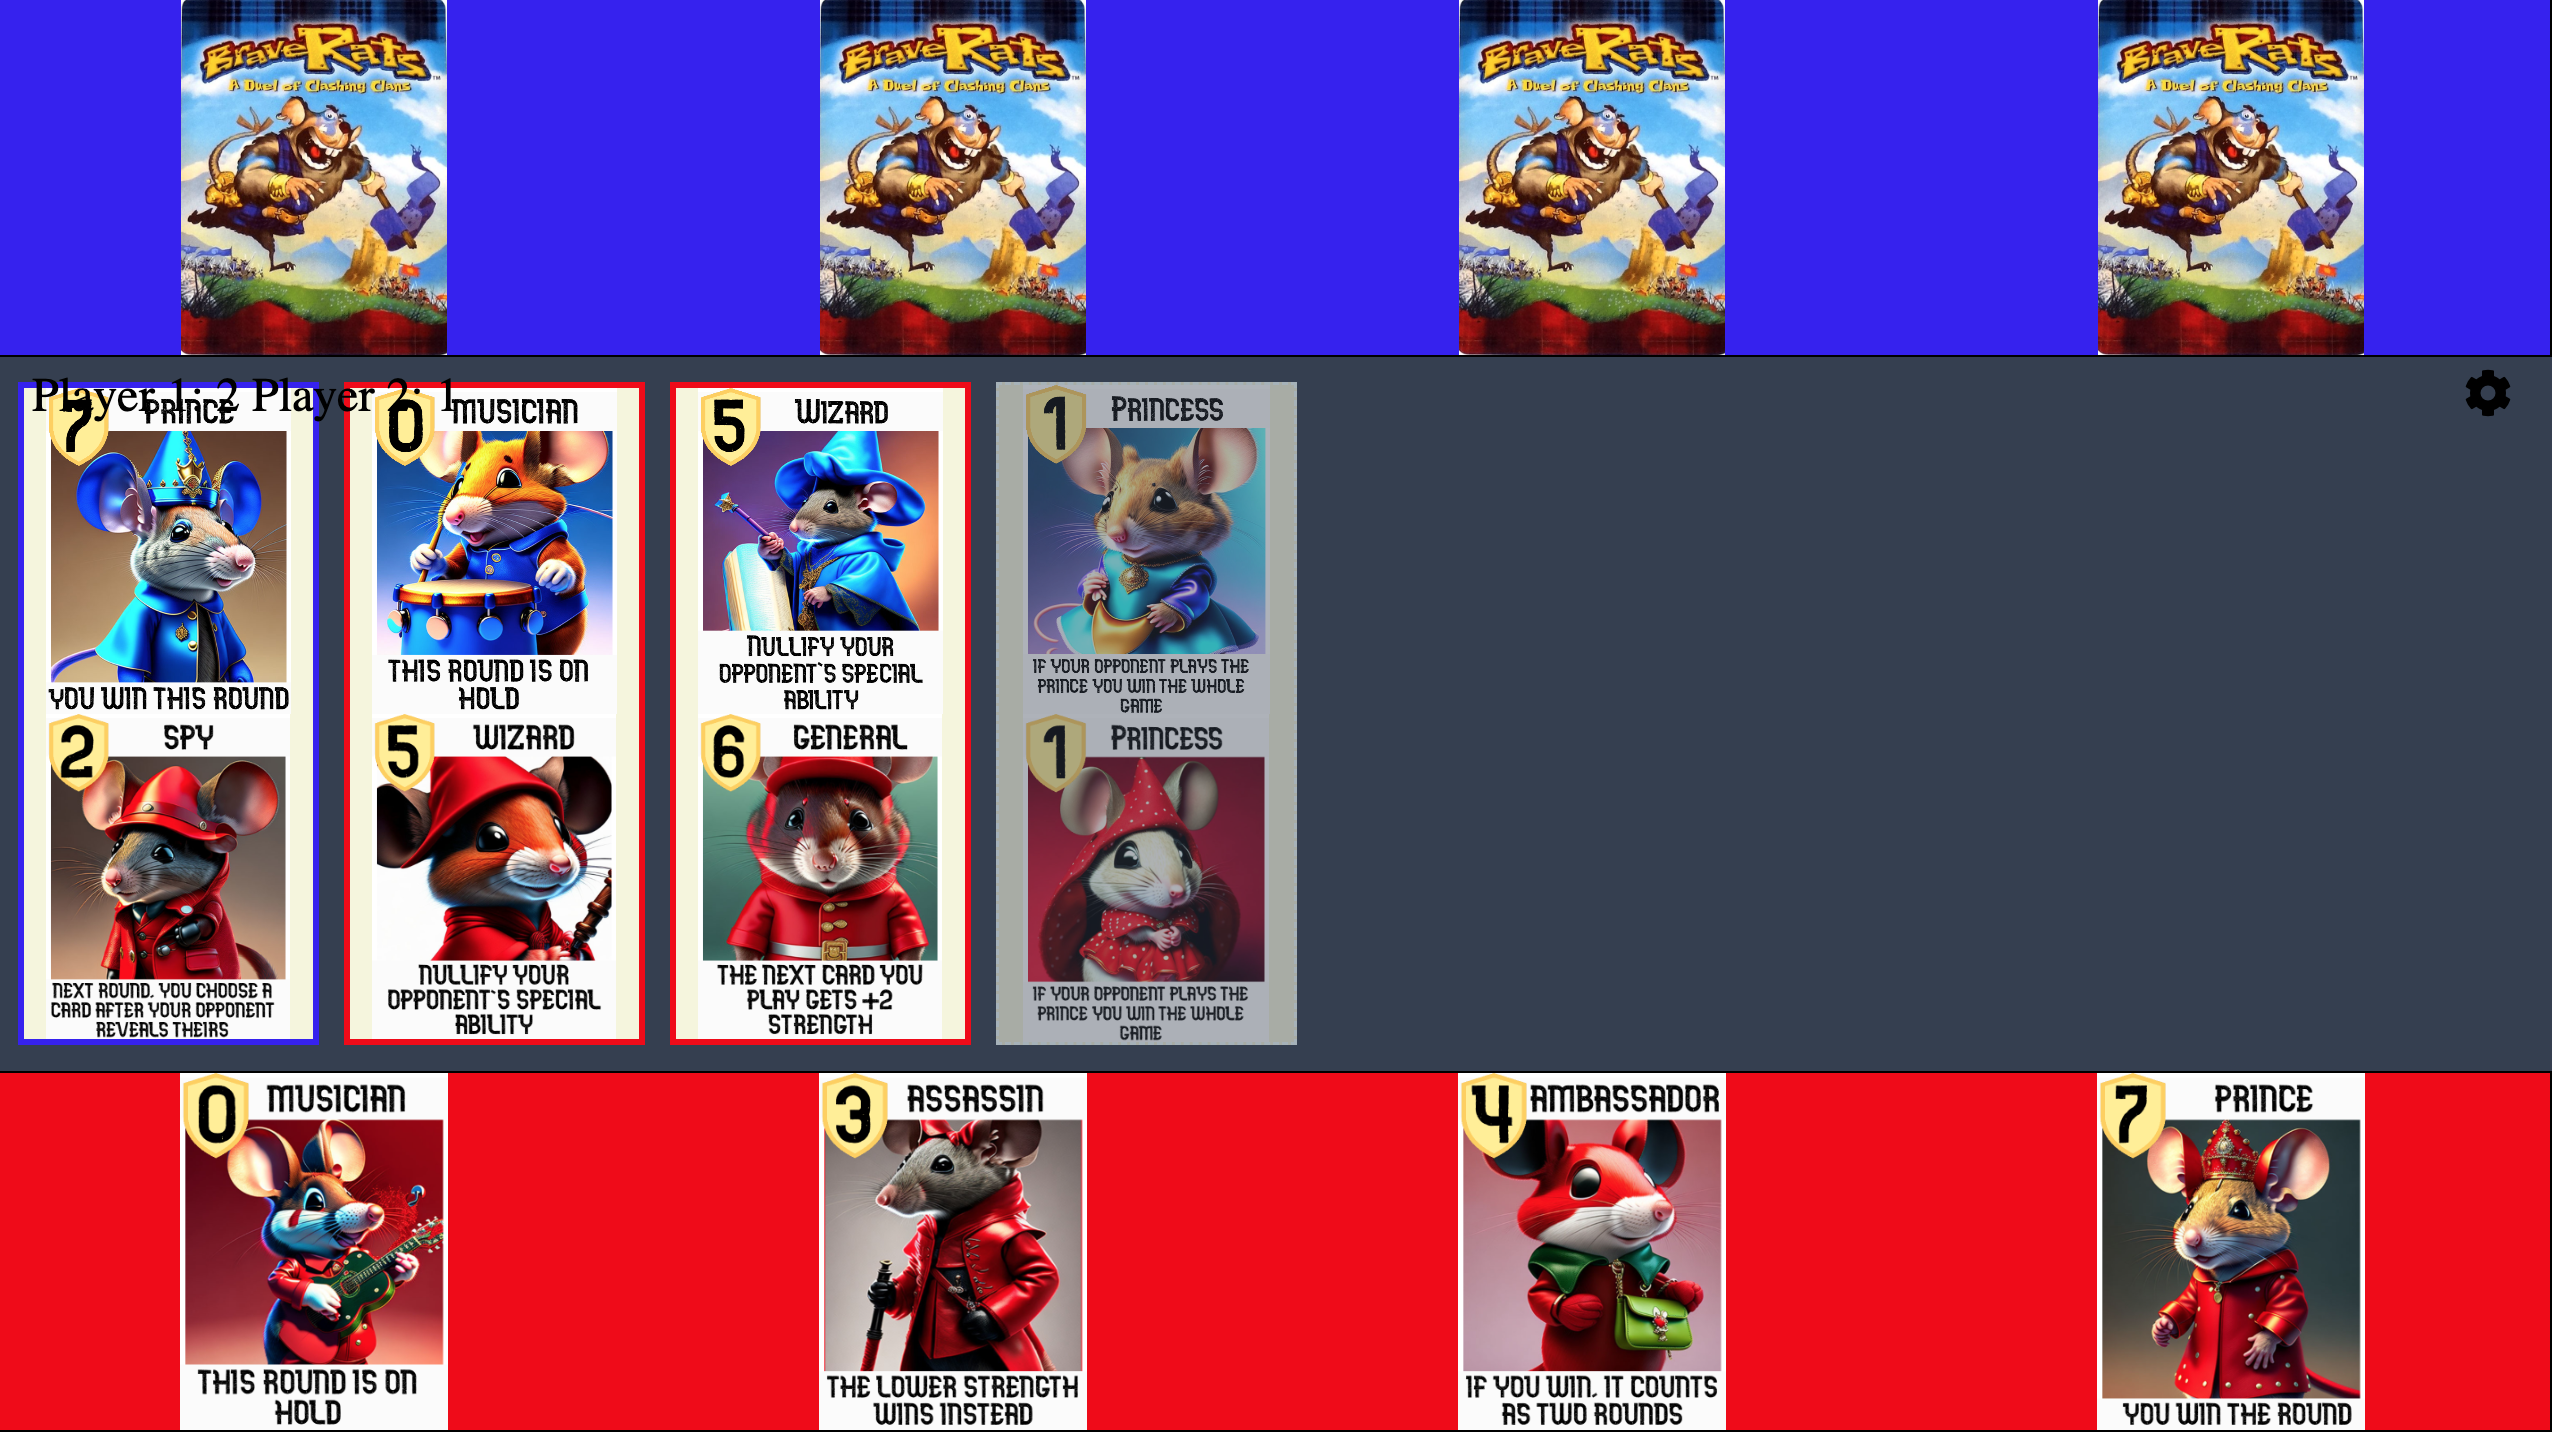 BraveRats™
A Duel of Clashing Clans
BraveRats™
A Duel of Clashing Clans
BraveRats™
A Duel of Clashing Clans
BraveRats™
A Duel of Clashing Clans
Player 1: 2 Player 2: 1
7 PRINCE
YOU WIN THIS ROUND
2 SPY
NEXT ROUND, YOU CHOOSE A
CARD AFTER YOUR OPPONENT
REVEALS THEIRS
0 MUSICIAN
THIS ROUND IS ON
HOLD
5 WIZARD
NULLIFY YOUR
OPPONENT'S SPECIAL
ABILITY
5 WIZARD
NULLIFY YOUR
OPPONENT'S SPECIAL
ABILITY
6 GENERAL
THE NEXT CARD YOU
PLAY GETS +2
STRENGTH
1 PRINCESS
IF YOUR OPPONENT PLAYS THE
PRINCE YOU WIN THE WHOLE
GAME
1 PRINCESS
IF YOUR OPPONENT PLAYS THE
PRINCE YOU WIN THE WHOLE
GAME
0 MUSICIAN
THIS ROUND IS ON
HOLD
3 ASSASSIN
THE LOWER STRENGTH
WINS INSTEAD
4 AMBASSADOR
IF YOU WIN, IT COUNTS
AS TWO ROUNDS
7 PRINCE
YOU WIN THE ROUND